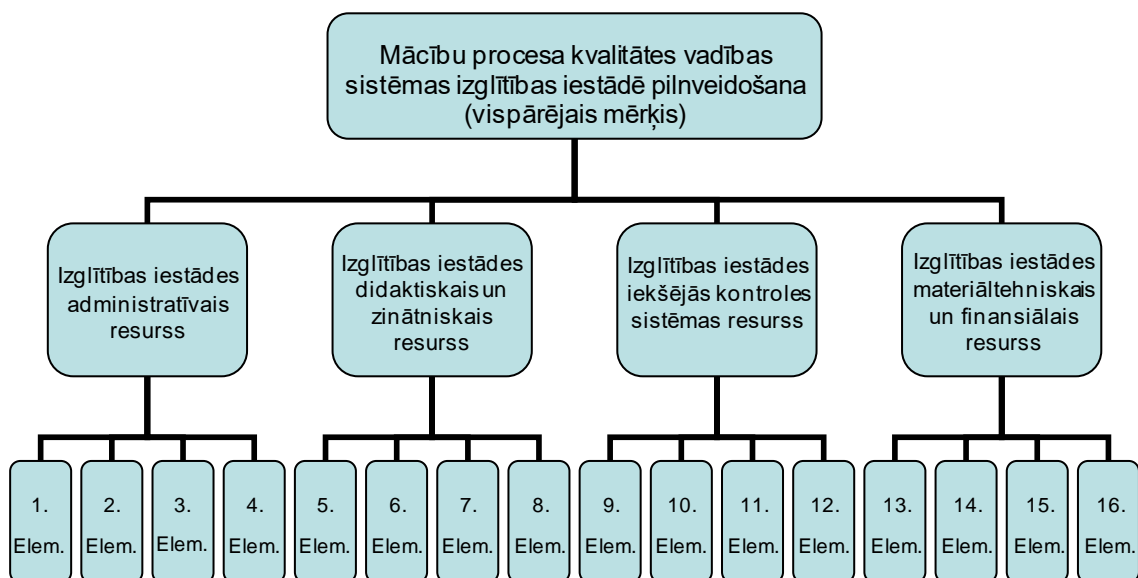 Mācību procesa kvalitātes vadības
sistēmas izglītības iestādē pilnveidošana
(vispārējais mērķis)
Izglītības iestādes
administratīvais
resurss
Izglītības iestādes
didaktiskais un
zinātniskais
resurss
Izglītības iestādes
iekšējās kontroles
sistēmas resurss
Izglītības iestādes
materiāltehniskais
un finansiālais
resurss
1.
Elem.
2.
Elem.
3.
Elem.
4.
Elem.
5.
Elem.
6.
Elem.
7.
Elem.
8.
Elem.
9.
Elem.
10.
Elem.
11.
Elem.
12.
Elem.
13.
Elem.
14.
Elem.
15.
Elem.
16.
Elem.